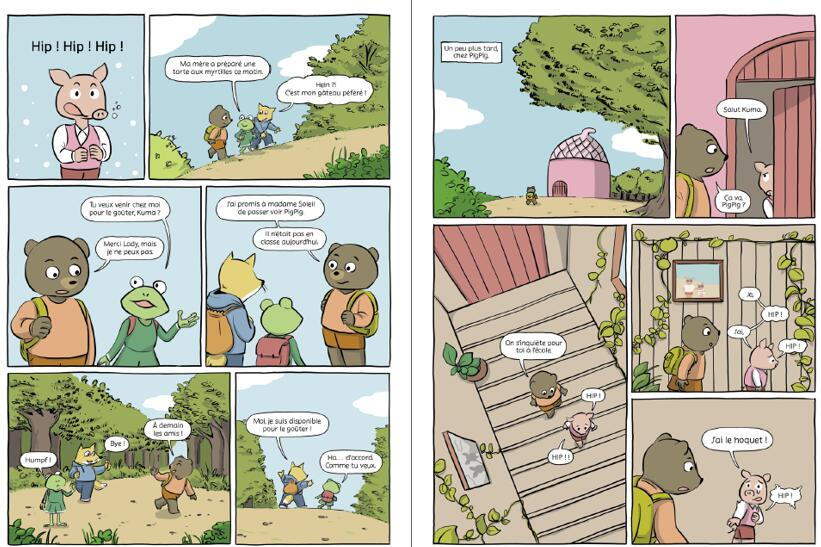 Hip ! Hip ! Hip !
Ma mère a préparé une
tarte aux myrtilles ce matin.
Hein ?!
C'est mon gâteau péféré !
Tu veux venir chez moi
pour le goûter, Kuma ?
Merci Lady, mais
je ne peux pas.
J'ai promis à madame Soleil
de passer voir PigPig.
Il n'était pas en
classe aujourd'hui.
Humpf !
Bye !
À demain
les amis !
Moi, je suis disponible
pour le goûter !
Ha... d'accord.
Comme tu veux.
Un peu plus tard,
chez PigPig.
Salut Kuma.
Ça va,
PigPig ?
On s'inquiète pour
toi à l'école.
HIP !
HIP !!
Je,
HIP !
J'ai,
HIP !
J'ai le hoquet !
HIP !